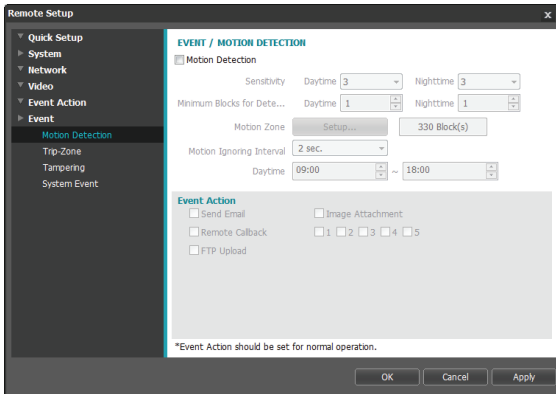 Remote Setup x
Quick Setup
System
Network
Video
Event Action
Event
Motion Detection
Trip-Zone
Tampering
System Event
EVENT / MOTION DETECTION
Motion Detection
Sensitivity Daytime 3 Nighttime 3
Minimum Blocks for Dete... Daytime 1 Nighttime 1
Motion Zone Setup... 330 Block(s)
Motion Ignoring Interval 2 sec.
Daytime 09:00 ~ 18:00
Event Action
Send Email Image Attachment
Remote Callback 1 2 3 4 5
FTP Upload
*Event Action should be set for normal operation.
OK Cancel Apply